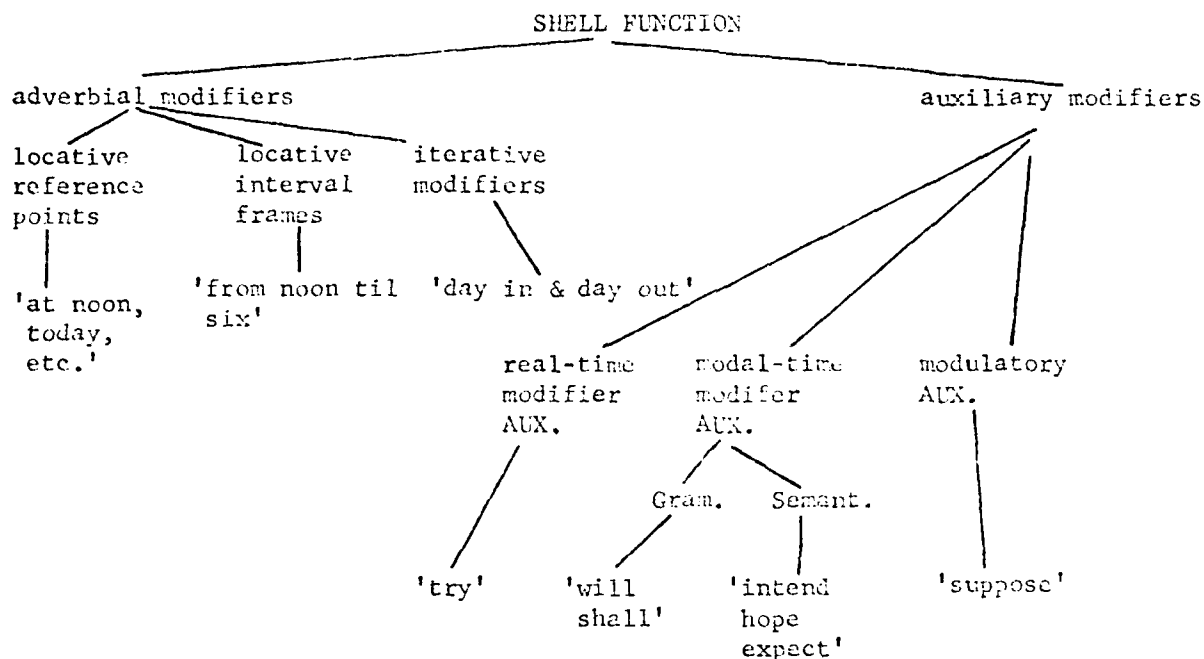 SHELL FUNCTION
adverbial modifiers
auxiliary modifiers
locative
reference
points
locative
interval
frames
iterative
modifiers
'at noon,
today,
etc.'
'from noon til
six'
'day in & day out'
real-time
modifier
AUX.
modal-time
modifer
AUX.
modulatory
AUX.
Gram.
Semant.
'try'
'will
shall'
'intend
hope
expect'
'suppose'